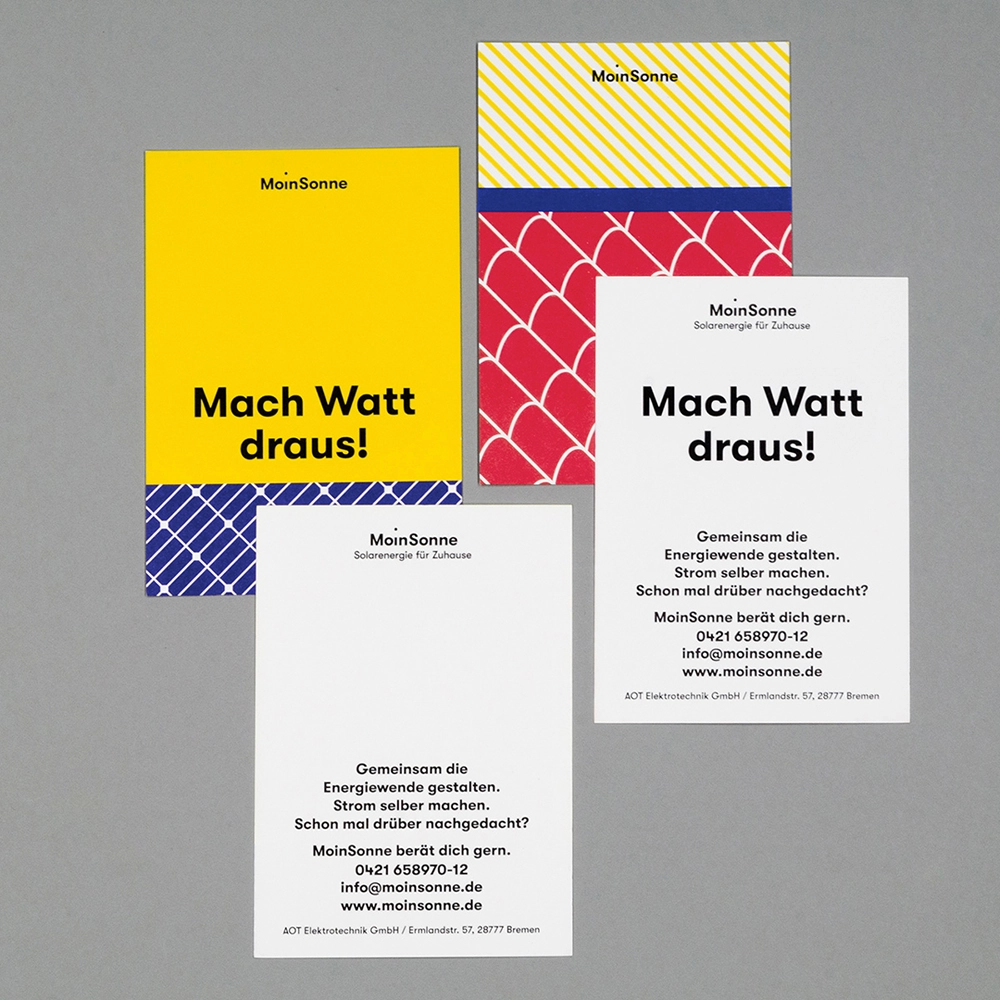 MoinSonne
MoinSonne
Mach Watt
draus!
MoinSonne
Solarenergie für Zuhause
Mach Watt
draus!
Gemeinsam die
Energiewende gestalten.
Strom selber machen.
Schon mal drüber nachgedacht?
MoinSonne berät dich gern.
0421 658970-12
info@moinsonne.de
www.moinsonne.de
AOT Elektrotechnik GmbH / Ermlandstr. 57, 28777 Bremen
MoinSonne
Solarenergie für Zuhause
Gemeinsam die
Energiewende gestalten.
Strom selber machen.
Schon mal drüber nachgedacht?
MoinSonne berät dich gern.
0421 658970-12
info@moinsonne.de
www.moinsonne.de
AOT Elektrotechnik GmbH / Ermlandstr. 57, 28777 Bremen